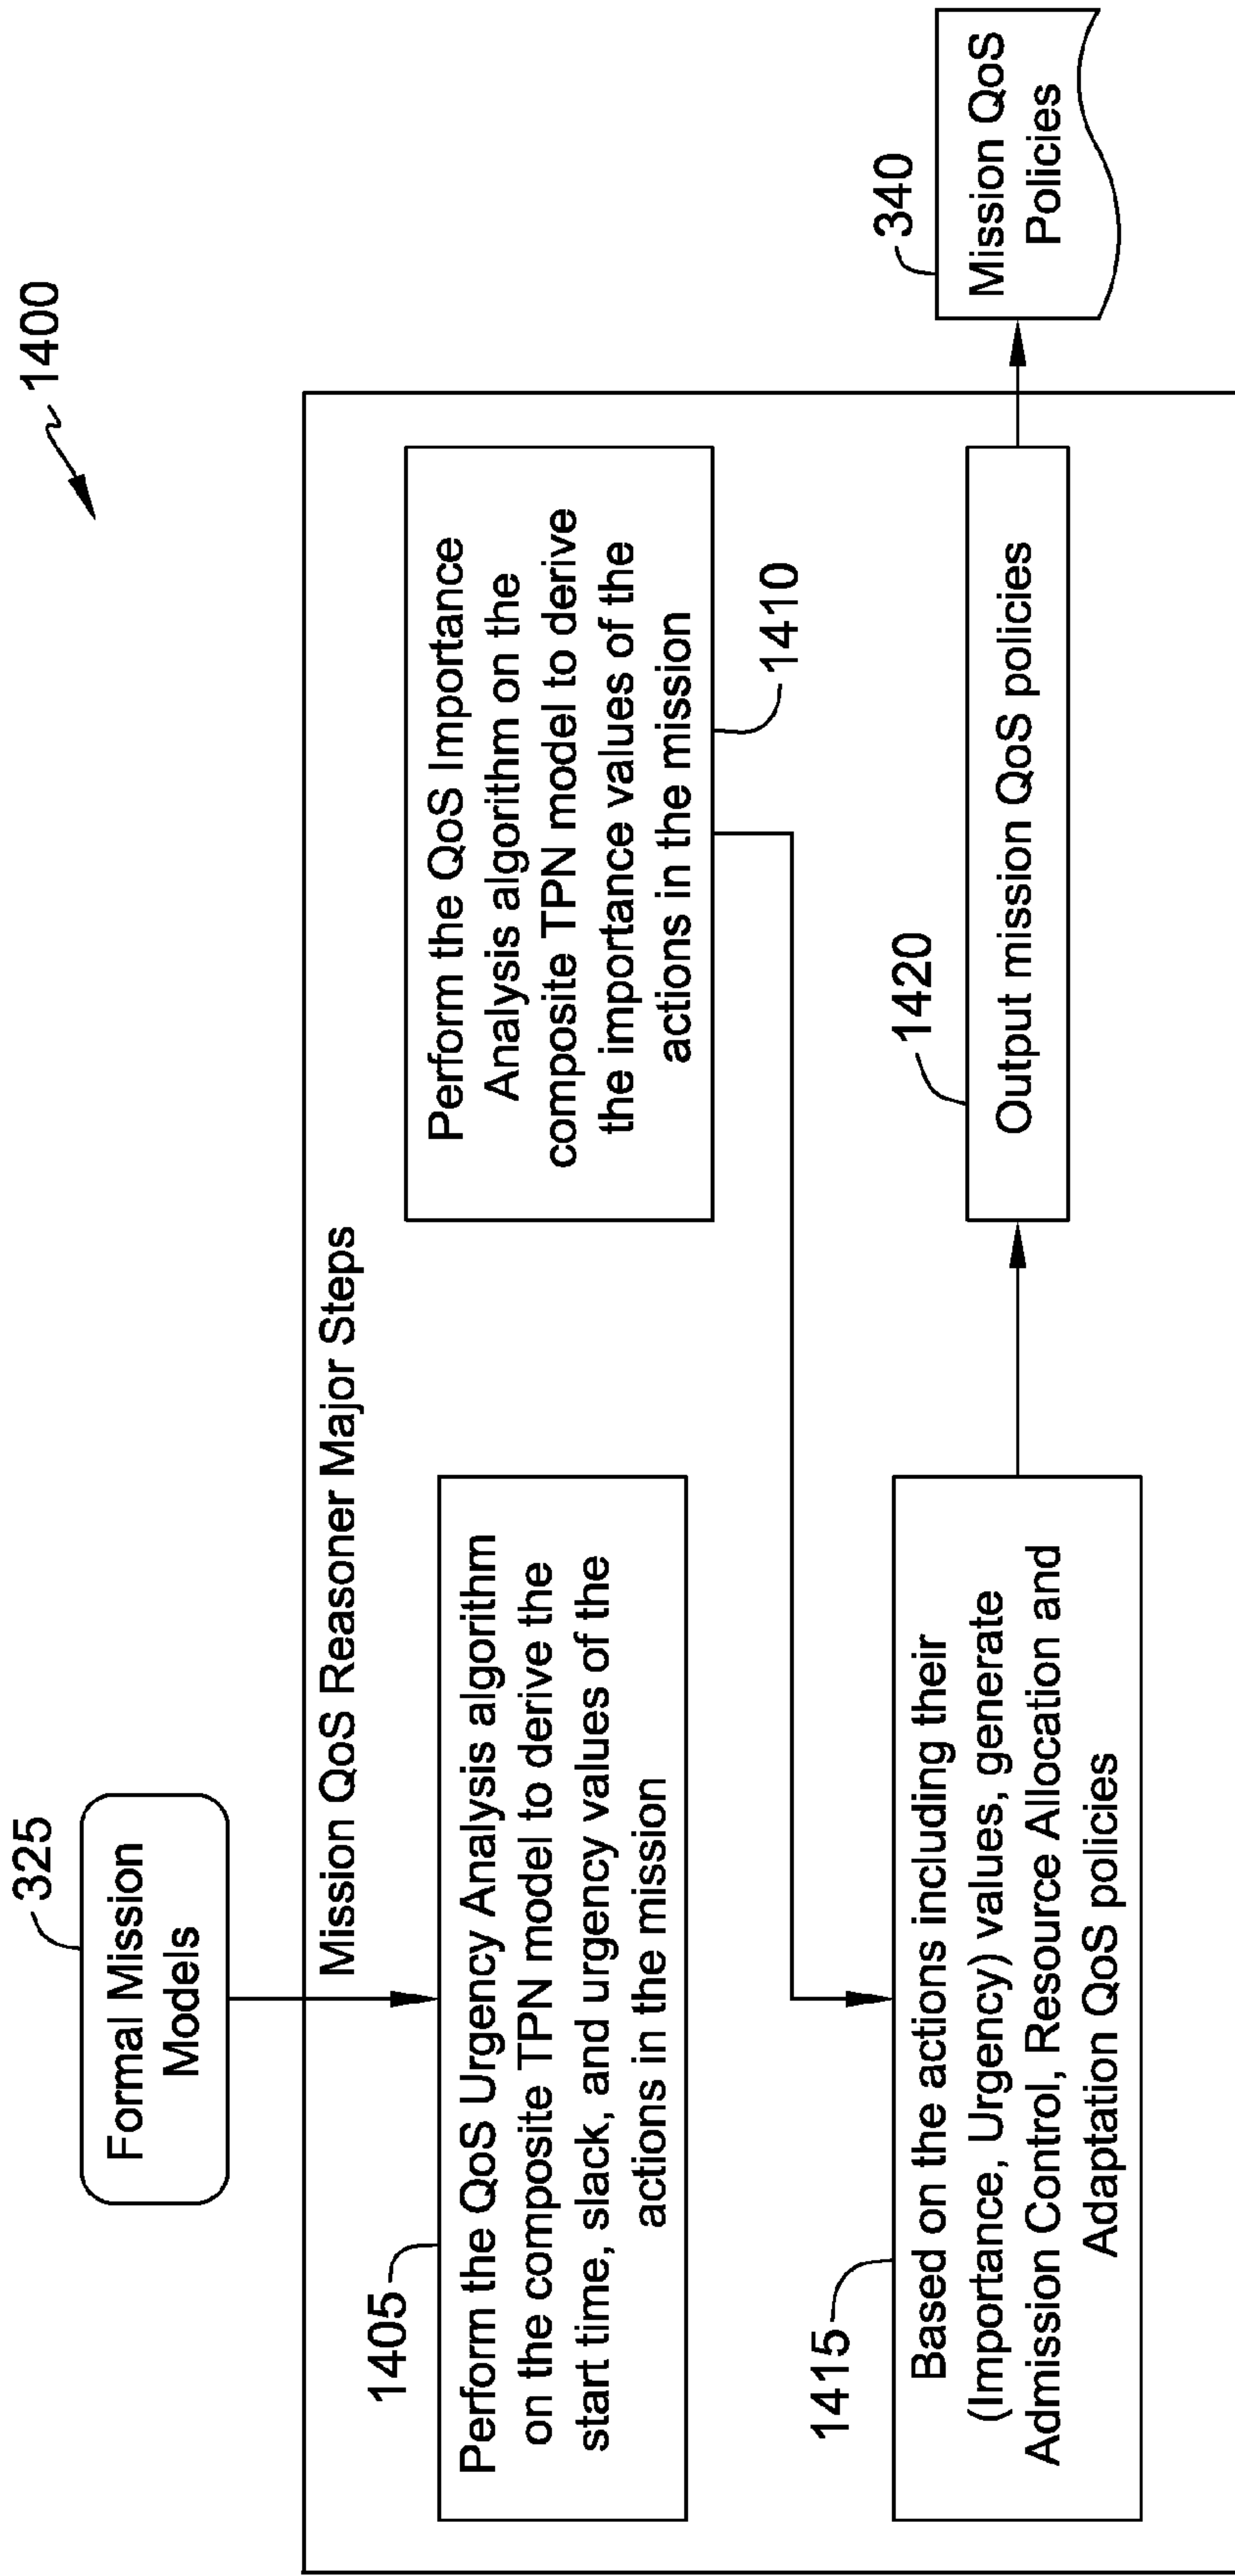 1400
325
Formal Mission
Models
Mission QoS Reasoner Major Steps
1405
Perform the QoS Urgency Analysis algorithm
on the composite TPN model to derive the
start time, slack, and urgency values of the
actions in the mission
Perform the QoS Importance
Analysis algorithm on the
composite TPN model to derive
the importance values of the
actions in the mission
1410
1415
Based on the actions including their
(Importance, Urgency) values, generate
Admission Control, Resource Allocation and
Adaptation QoS policies
1420
Output mission QoS policies
340
Mission QoS
Policies